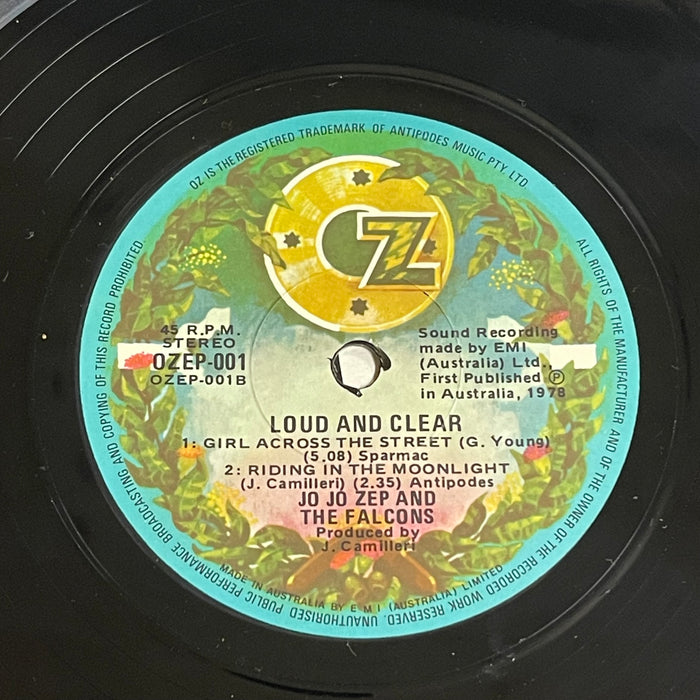 OZ IS THE REGISTERED TRADEMARK OF ANTIPODES MUSIC PTY. LTD.
ALL RIGHTS OF THE MANUFACTURER AND OF THE OWNER OF THE RECORDED WORK RESERVED. UNAUTHORISED PUBLIC PERFORMANCE BROADCASTING AND COPYING OF THIS RECORD PROHIBITED.
OZ
45 R.P.M.
STEREO
OZEP-001
OZEP-001B
Sound Recording
made by EMI
(Australia) Ltd.,
First Published ℗
in Australia, 1978
LOUD AND CLEAR
1: GIRL ACROSS THE STREET (G. Young)
(5.08) Sparmac
2: RIDING IN THE MOONLIGHT
(J. Camilleri) (2.35) Antipodes
JO JO ZEP AND
THE FALCONS
Produced by
J. Camilleri
MADE IN AUSTRALIA BY E M I (AUSTRALIA) LIMITED